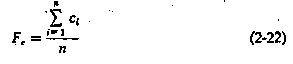 F_c = \frac{\sum_{i=1}^{n} c_i}{n} (2-22)